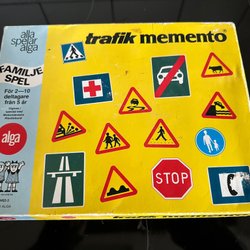 alla
spelar
alga
trafik memento
FAMILJE
SPEL
För 2—10
deltagare
från 5 år
alga
STOP